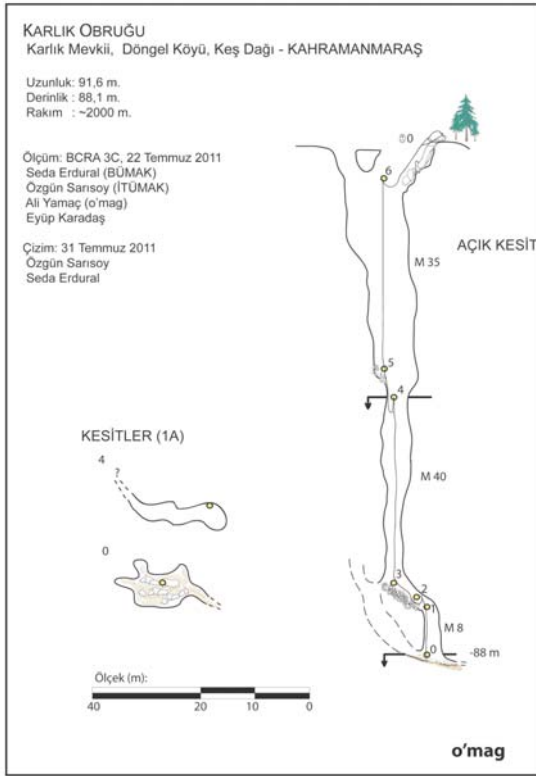 KARLIK OBRUĞU
Karlık Mevkii, Döngel Köyü, Keş Dağı - KAHRAMANMARAŞ
Uzunluk: 91,6 m.
Derinlik : 88,1 m.
Rakım : ~2000 m.
Ölçüm: BCRA 3C, 22 Temmuz 2011
Seda Erdural (BÜMAK)
Özgün Sarısoy (İTÜMAK)
Ali Yamaç (o'mag)
Eyüp Karadaş
Çizim: 31 Temmuz 2011
Özgün Sarısoy
Seda Erdural
0
6
AÇIK KESİT
M 35
5
4
KESİTLER (1A)
4
?
M 40
0
3
2
1
M 8
0
-88 m
Ölçek (m):
40 20 10 0
o'mag